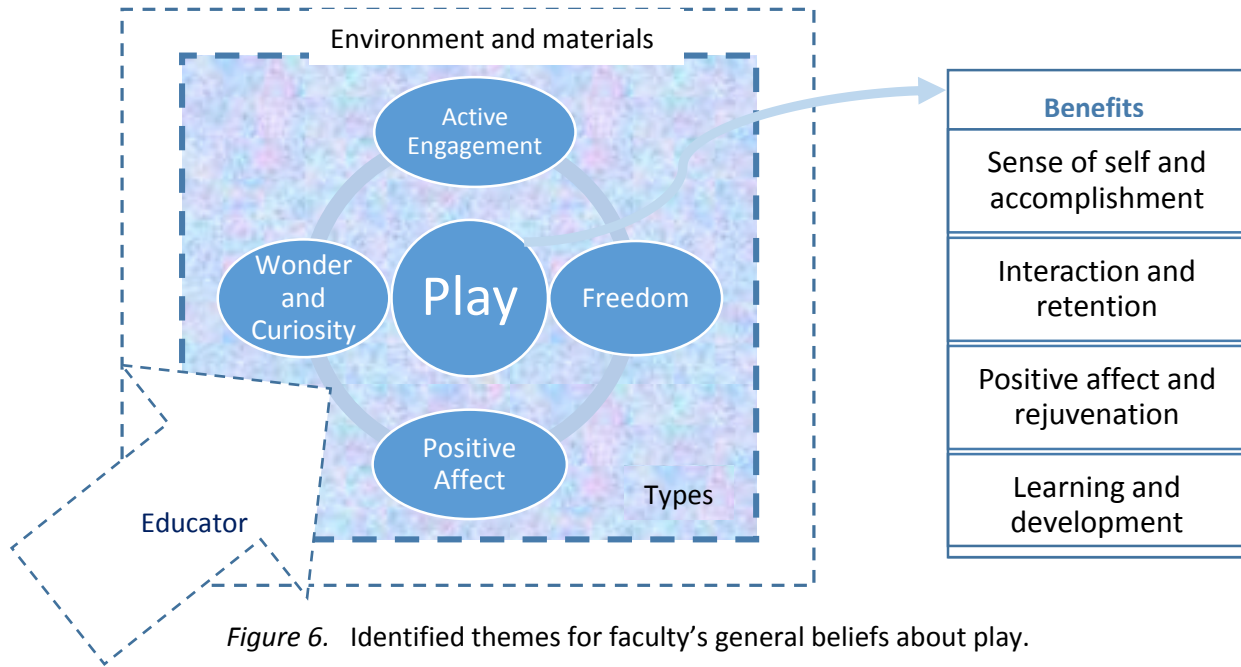 Environment and materials
Active
Engagement
Wonder
and
Curiosity
Play
Freedom
Positive
Affect
Types
Educator
Benefits
Sense of self and
accomplishment
Interaction and
retention
Positive affect and
rejuvenation
Learning and
development
Figure 6. Identified themes for faculty’s general beliefs about play.